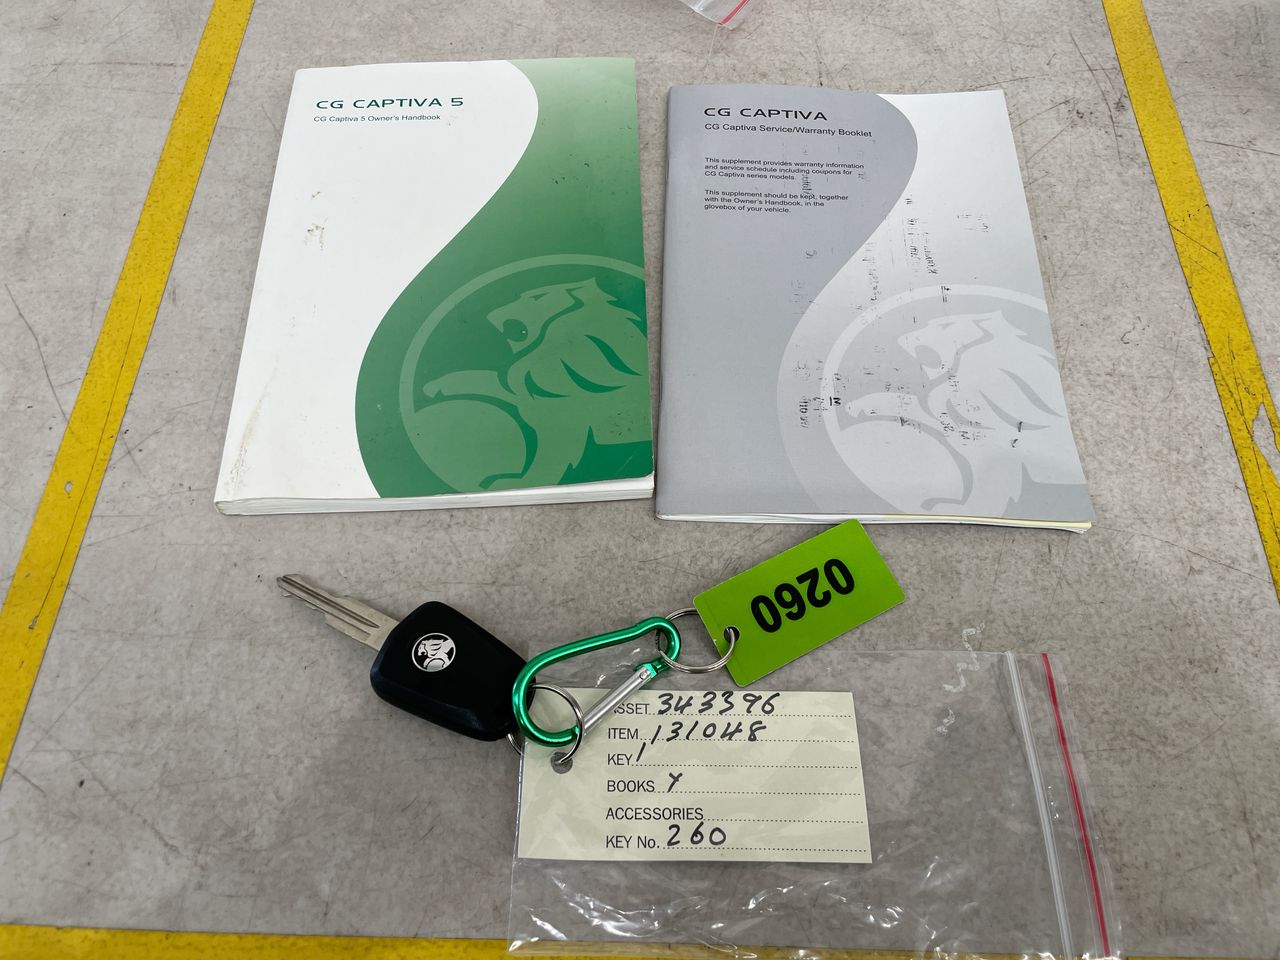 CG CAPTIVA 5
CG Captiva 5 Owner's Handbook
CG CAPTIVA
CG Captiva Service/Warranty Booklet
This supplement provides warranty information
and service schedule including coupons for
CG Captiva series models.
This supplement should be kept, together
with the Owner's Handbook, in the
glovebox of your vehicle.
0260
ASSET 343396
ITEM 131048
KEY 1
BOOKS Y
ACCESSORIES
KEY No. 260